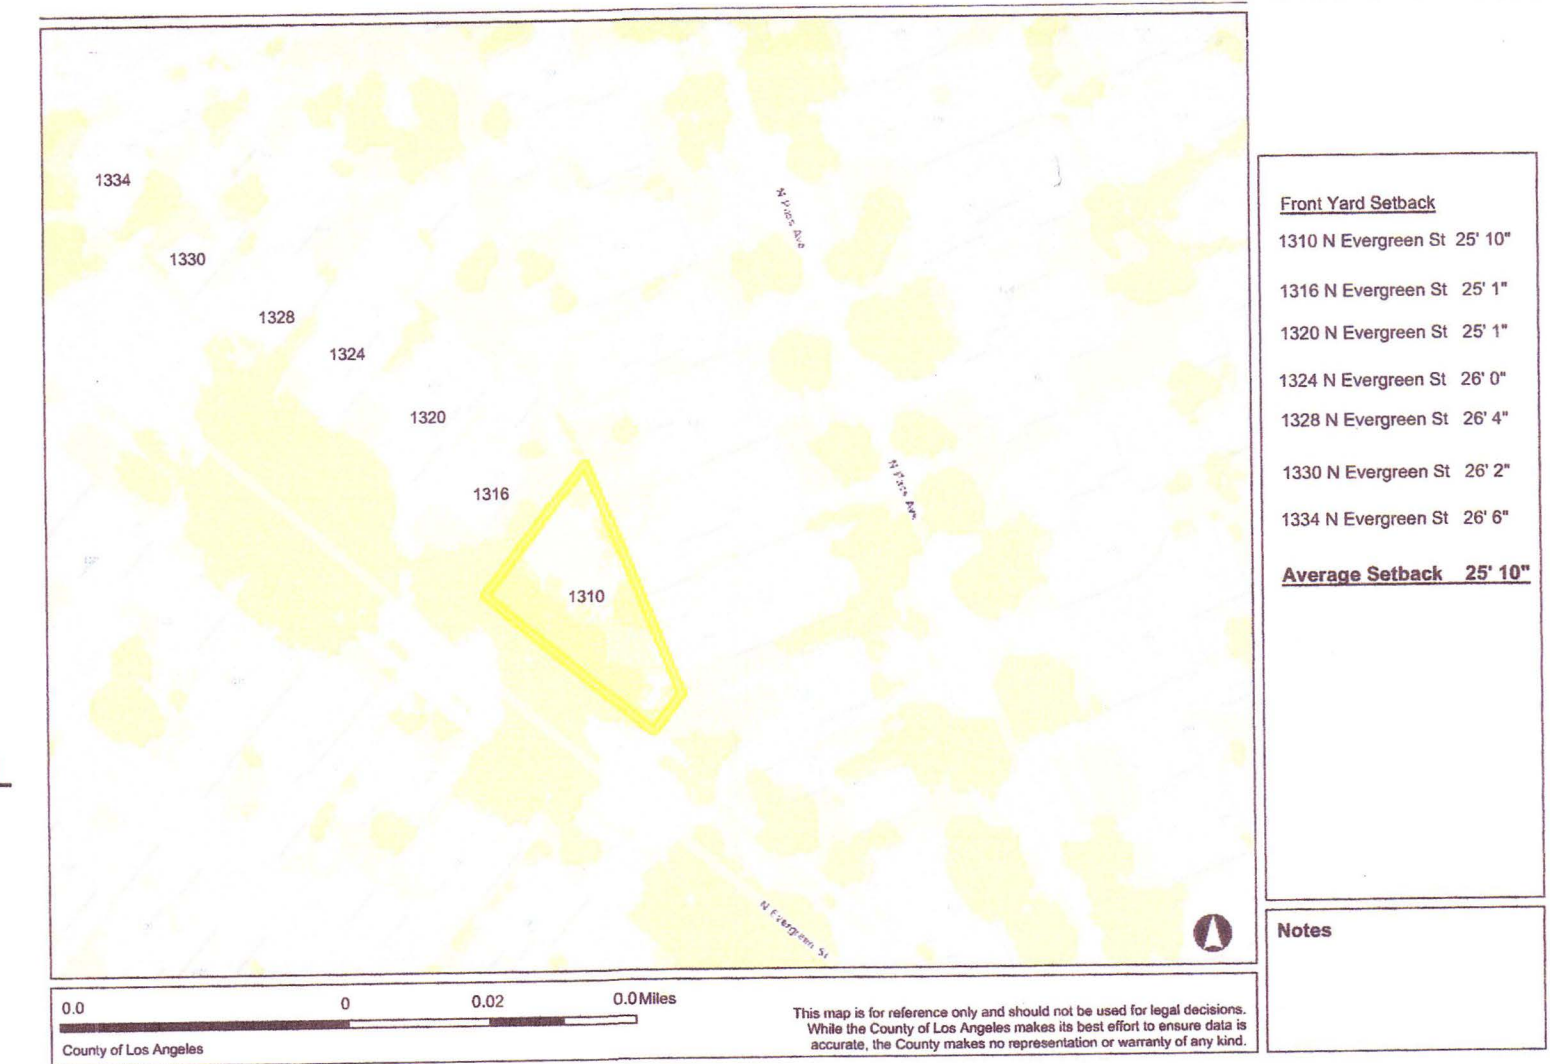 1334
1330
1328
1324
1320
1316
1310
N Evergreen St
Front Yard Setback
1310 N Evergreen St 25' 10"
1316 N Evergreen St 25' 1"
1320 N Evergreen St 25' 1"
1324 N Evergreen St 26' 0"
1328 N Evergreen St 26' 4"
1330 N Evergreen St 26' 2"
1334 N Evergreen St 26' 6"
Average Setback 25' 10"
Notes
0.0 0 0.02 0.0Miles
County of Los Angeles
This map is for reference only and should not be used for legal decisions.
While the County of Los Angeles makes its best effort to ensure data is
accurate, the County makes no representation or warranty of any kind.